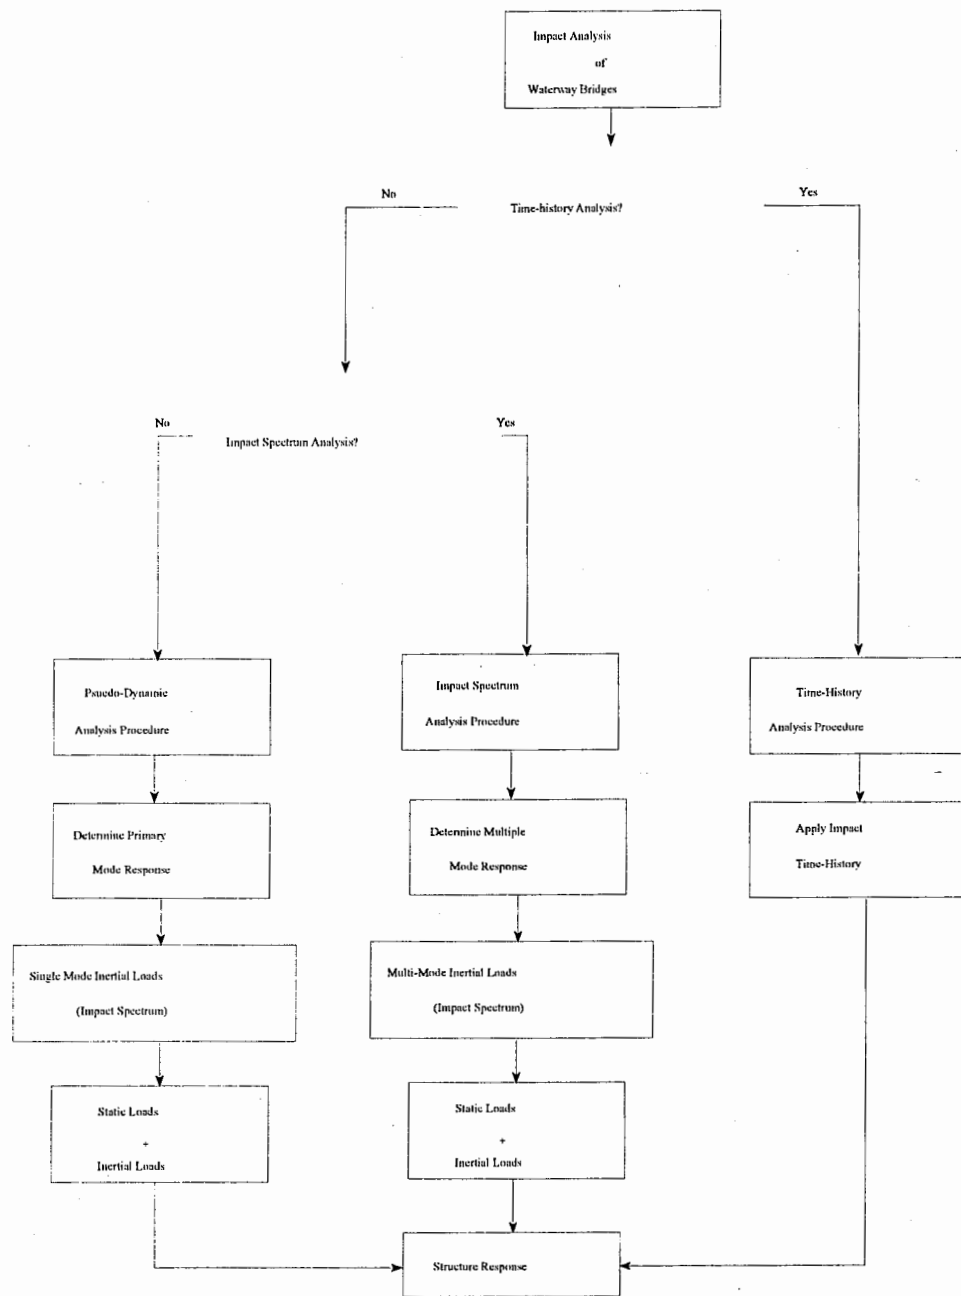 Impact Analysis
of
Waterway Bridges
No
Yes
Time-history Analysis?
No
Yes
Impact Spectrum Analysis?
Psuedo-Dynamic
Analysis Procedure
Impact Spectrum
Analysis Procedure
Time-History
Analysis Procedure
Determine Primary
Mode Response
Determine Multiple
Mode Response
Apply Impact
Time-History
Single Mode Inertial Loads
(Impact Spectrum)
Multi-Mode Inertial Loads
(Impact Spectrum)
Static Loads
+
Inertial Loads
Static Loads
+
Inertial Loads
Structure Response